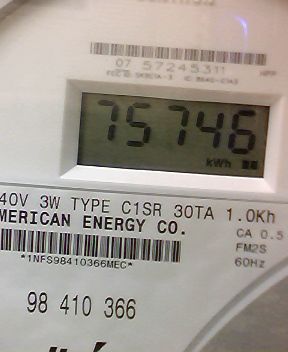 07 57245311
75746
kWh
40V 3W TYPE C1SR 30TA 1.0Kh
MERICAN ENERGY CO.
CA 0.5
FM2S
60Hz
*1NFS98410366MEC*
98 410 366